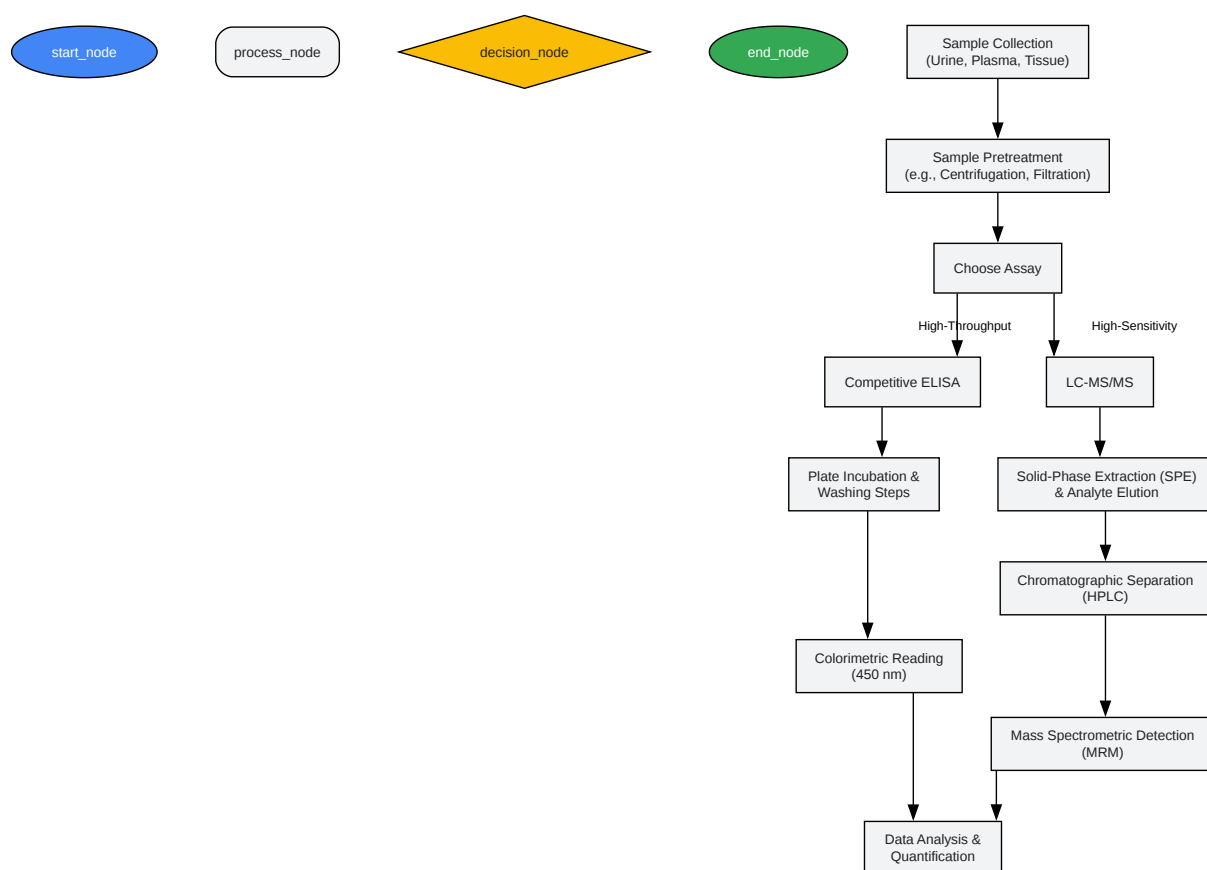 start_node
process_node
decision_node
end_node
Sample Collection
(Urine, Plasma, Tissue)
Sample Pretreatment
(e.g., Centrifugation, Filtration)
Choose Assay
High-Throughput
High-Sensitivity
Competitive ELISA
LC-MS/MS
Plate Incubation &
Washing Steps
Solid-Phase Extraction (SPE)
& Analyte Elution
Chromatographic Separation
(HPLC)
Colorimetric Reading
(450 nm)
Mass Spectrometric Detection
(MRM)
Data Analysis &
Quantification